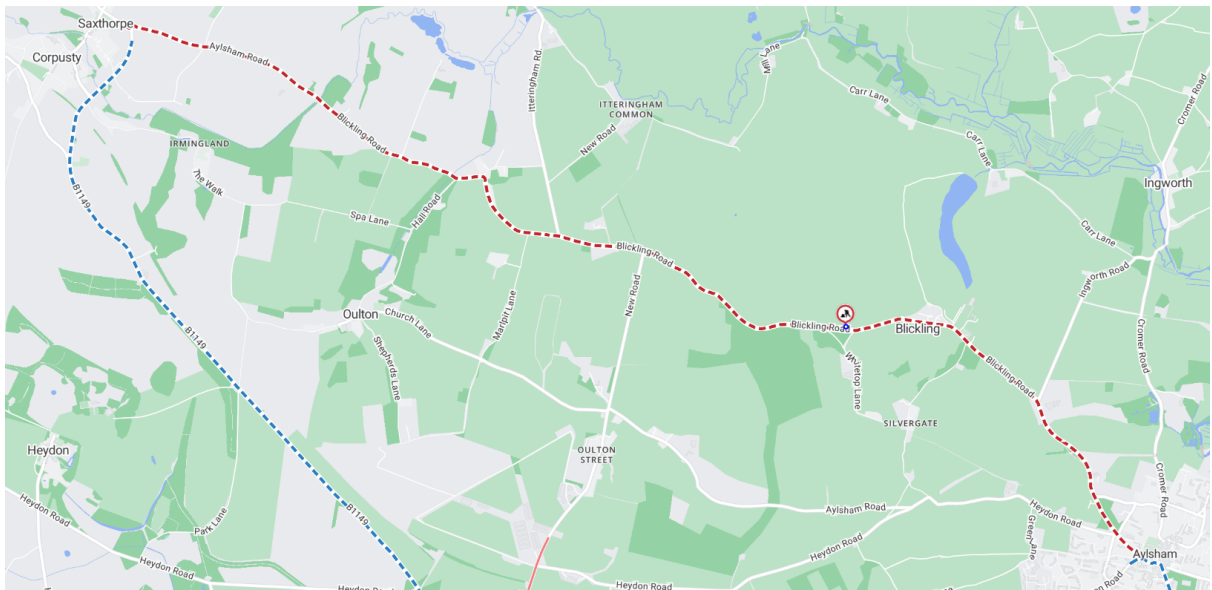 Saxthorpe
Corpusty
Aylsham Road
Itteringham Rd
Mill Lane
Carr Lane
Cromer Road
ITTERINGHAM
COMMON
Blickling Road
New Road
IRMINGLAND
The Walk
Carr Lane
Ingworth
B1149
Spa Lane
Hall Road
Carr Lane
Blickling Road
Ingworth Road
Marlpit Lane
New Road
Oulton
Church Lane
B1149
Blickling Road
Blickling
Cromer Road
Shepherds Lane
Whitetop Lane
Blickling Road
SILVERGATE
Heydon
OULTON
STREET
Cromer Road
Heydon Road
Park Lane
B1149
Aylsham Road
Heydon Road
Green Lane
Heydon Road
Aylsham
Heydon Road
Heydon Road
Heydon Road